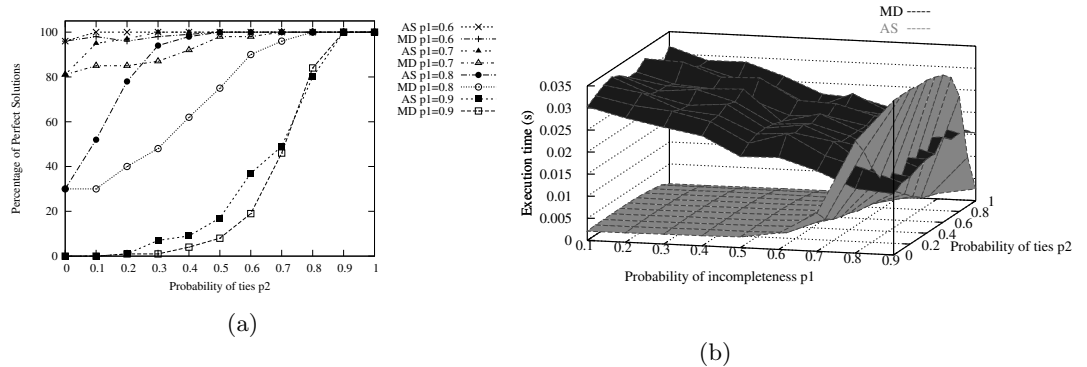 AS p1=0.6
MD p1=0.6
AS p1=0.7
MD p1=0.7
AS p1=0.8
MD p1=0.8
AS p1=0.9
MD p1=0.9
Percentage of Perfect Solutions
100
80
60
40
20
0
0 0.1 0.2 0.3 0.4 0.5 0.6 0.7 0.8 0.9 1
Probability of ties p2
(a)
MD
AS
Execution time (s)
0.035
0.03
0.025
0.02
0.015
0.01
0.005
0
0.1 0.2 0.3 0.4 0.5 0.6 0.7 0.8 0.9
Probability of incompleteness p1
0 0.2 0.4 0.6 0.8 1
Probability of ties p2
(b)